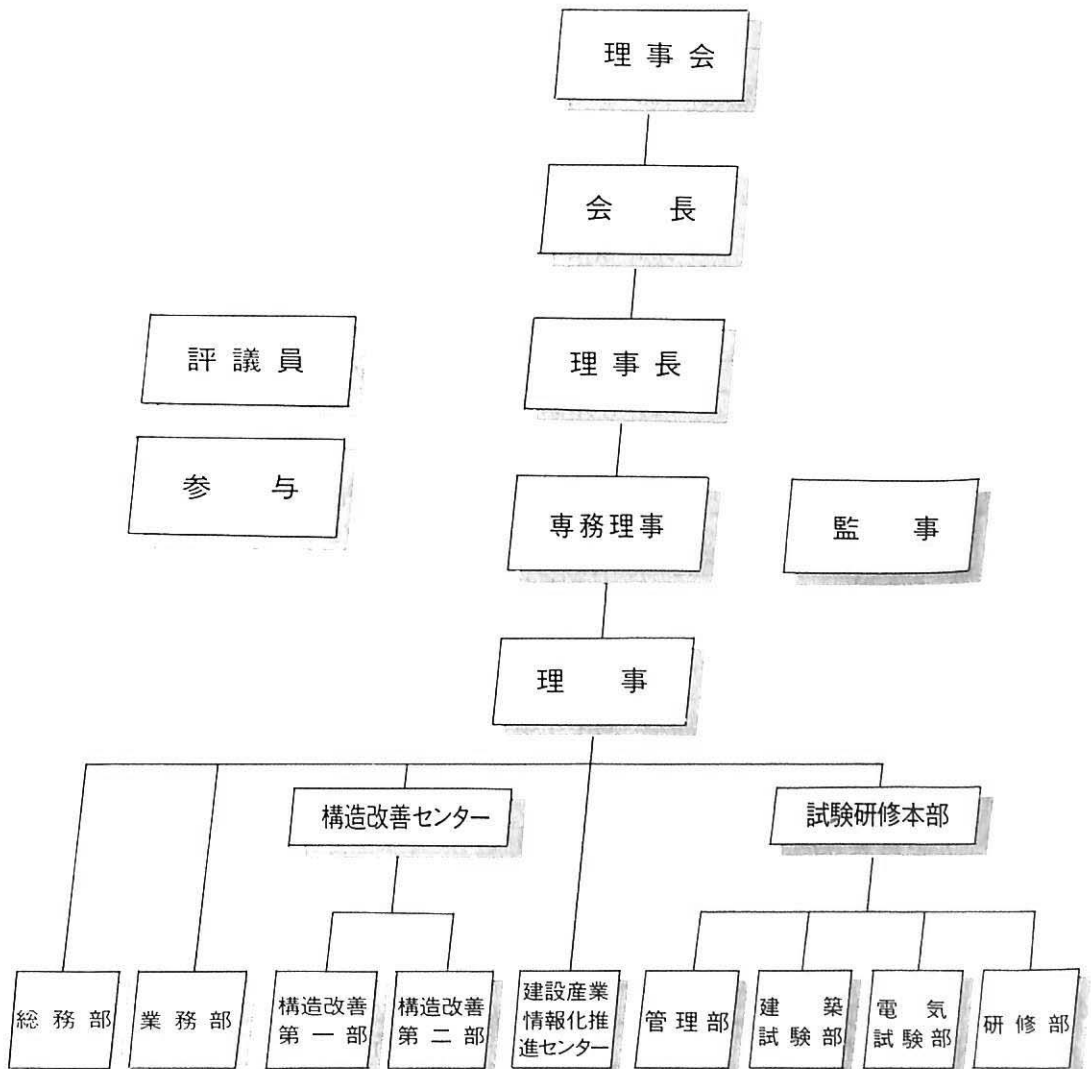 理事会
会長
評議員
理事長
参与
専務理事
監事
理事
構造改善センター
試験研修本部
総務部
業務部
構造改善
第一部
構造改善
第二部
建設産業
情報化推
進センター
管理部
建築
試験部
電気
試験部
研修部